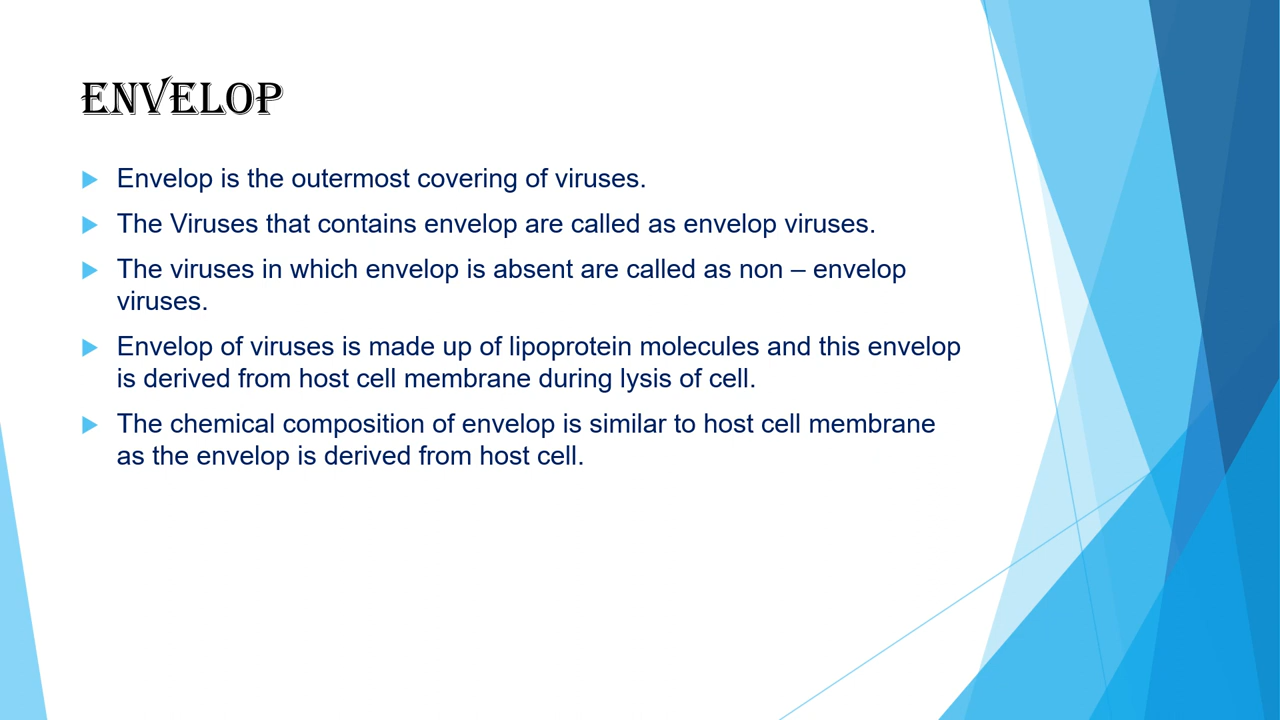 ENVELOP
Envelop is the outermost covering of viruses.
The Viruses that contains envelop are called as envelop viruses.
The viruses in which envelop is absent are called as non – envelop
viruses.
Envelop of viruses is made up of lipoprotein molecules and this envelop
is derived from host cell membrane during lysis of cell.
The chemical composition of envelop is similar to host cell membrane
as the envelop is derived from host cell.